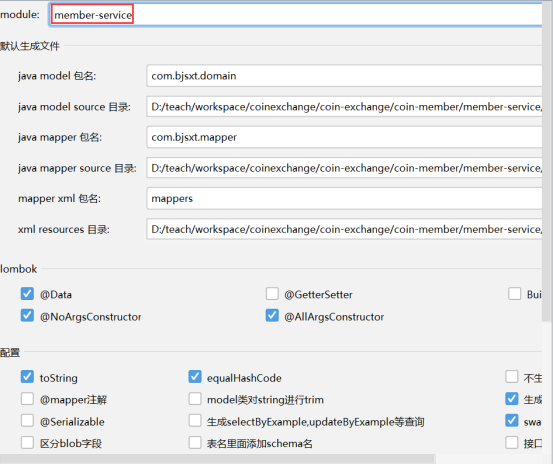 module: member-service
默认生成文件
java model 包名: com.bjsxt.domain
java model source 目录: D:/teach/workspace/coinexchange/coin-exchange/coin-member/member-service/
java mapper 包名: com.bjsxt.mapper
java mapper source 目录: D:/teach/workspace/coinexchange/coin-exchange/coin-member/member-service/
mapper xml 包名: mappers
xml resources 目录: D:/teach/workspace/coinexchange/coin-exchange/coin-member/member-service/
lombok
@Data @GetterSetter Bui
@NoArgsConstructor @AllArgsConstructor
配置
toString equalHashCode 不生
@mapper注解 model类对string进行trim 生成
@Serializable 生成selectByExample,updateByExample等查询 swa
区分blob字段 表名里面添加schema名 接口